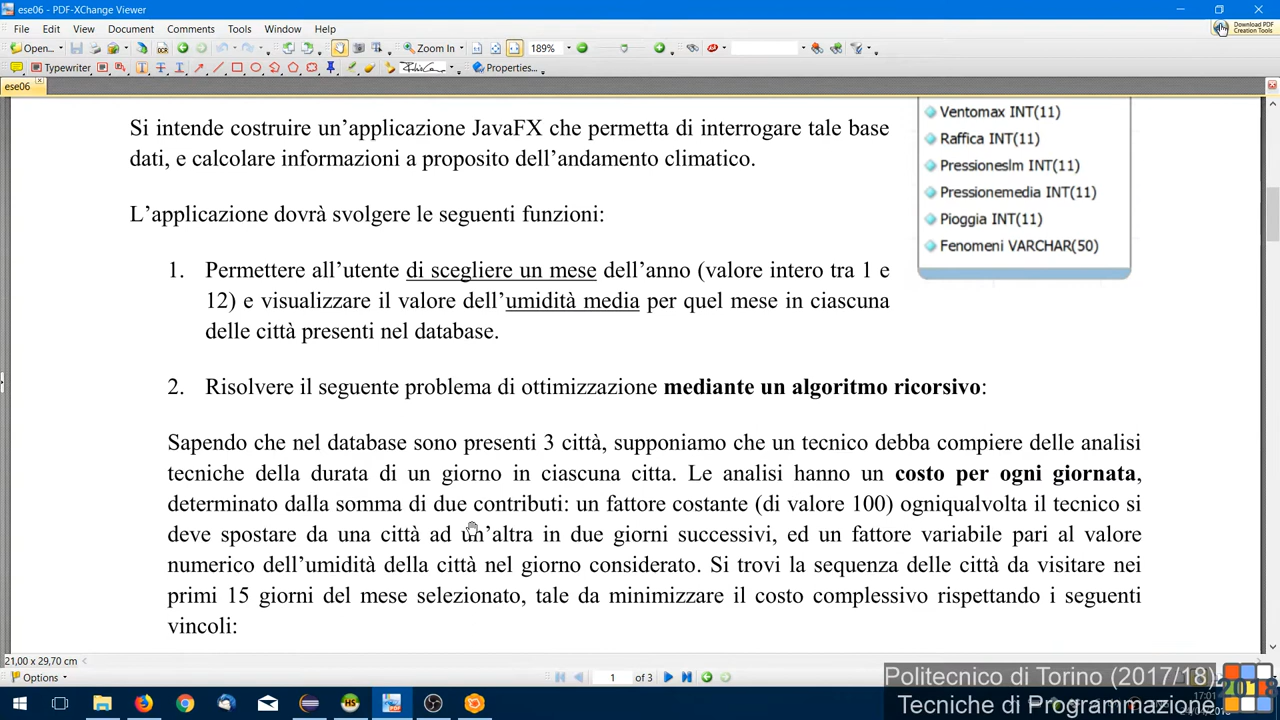 ese06 - PDF-XChange Viewer
File Edit View Document Comments Tools Window Help
Download PDF
Creation Tools
Open... Zoom In 189%
Typewriter Properties...
ese06
Ventomax INT(11)
Raffica INT(11)
Pressioneslm INT(11)
Pressionemedia INT(11)
Pioggia INT(11)
Fenomeni VARCHAR(50)
Si intende costruire un'applicazione JavaFX che permetta di interrogare tale base
dati, e calcolare informazioni a proposito dell'andamento climatico.
L'applicazione dovrà svolgere le seguenti funzioni:
1. Permettere all'utente di scegliere un mese dell'anno (valore intero tra 1 e
12) e visualizzare il valore dell'umidità media per quel mese in ciascuna
delle città presenti nel database.
2. Risolvere il seguente problema di ottimizzazione mediante un algoritmo ricorsivo:
Sapendo che nel database sono presenti 3 città, supponiamo che un tecnico debba compiere delle analisi
tecniche della durata di un giorno in ciascuna citta. Le analisi hanno un costo per ogni giornata,
determinato dalla somma di due contributi: un fattore costante (di valore 100) ogniqualvolta il tecnico si
deve spostare da una città ad un'altra in due giorni successivi, ed un fattore variabile pari al valore
numerico dell'umidità della città nel giorno considerato. Si trovi la sequenza delle città da visitare nei
primi 15 giorni del mese selezionato, tale da minimizzare il costo complessivo rispettando i seguenti
vincoli:
21,00 x 29,70 cm
Options 1 of 3
Politecnico di Torino (2017/18)
Tecniche di Programmazione
2018
17:01